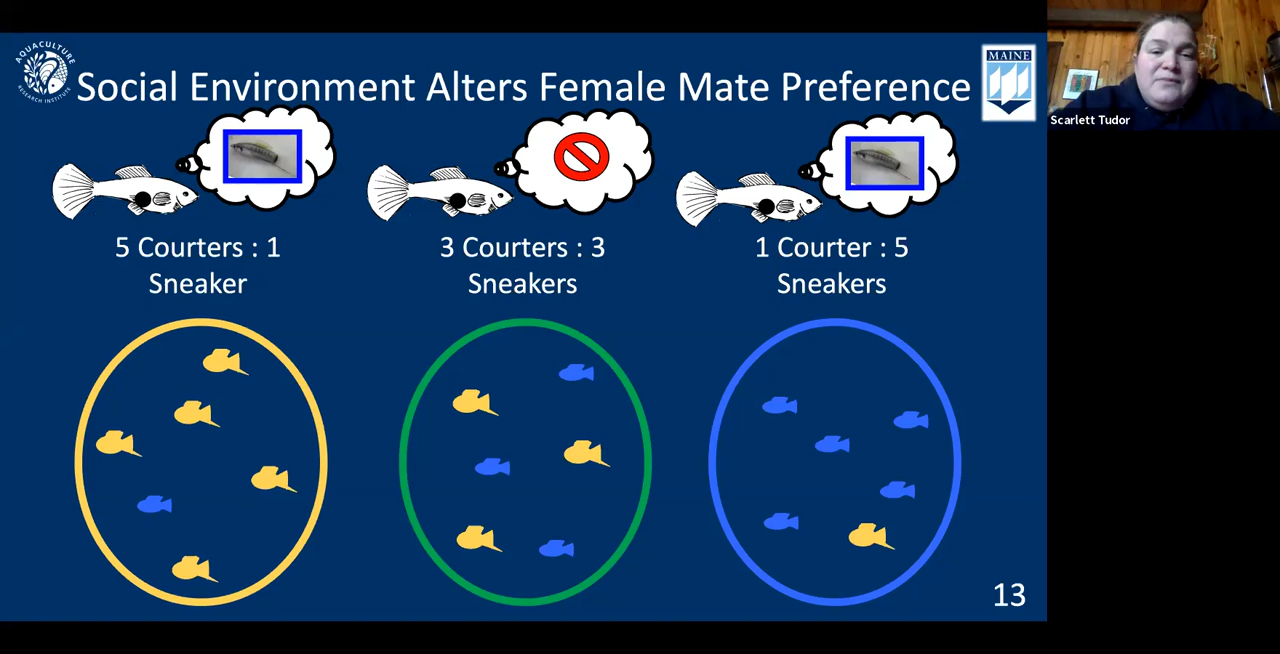 AQUACULTURE
RESEARCH INSTITUTE
Social Environment Alters Female Mate Preference
MAINE
Scarlett Tudor
5 Courters : 1
Sneaker
3 Courters : 3
Sneakers
1 Courter : 5
Sneakers
13